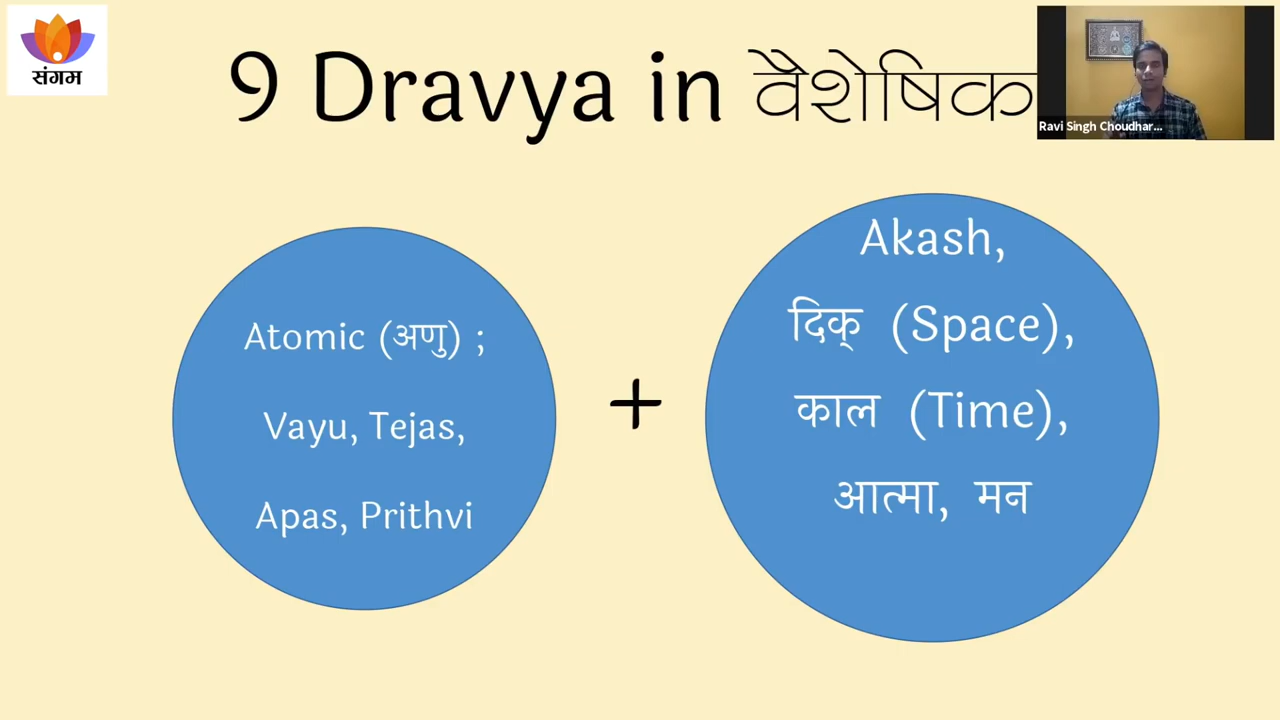 संगम
9 Dravya in वैशेषिक
Ravi Singh Choudhar...
Atomic (अणु) ;
Vayu, Tejas,
Apas, Prithvi
+
Akash,
दिक् (Space),
काल (Time),
आत्मा, मन